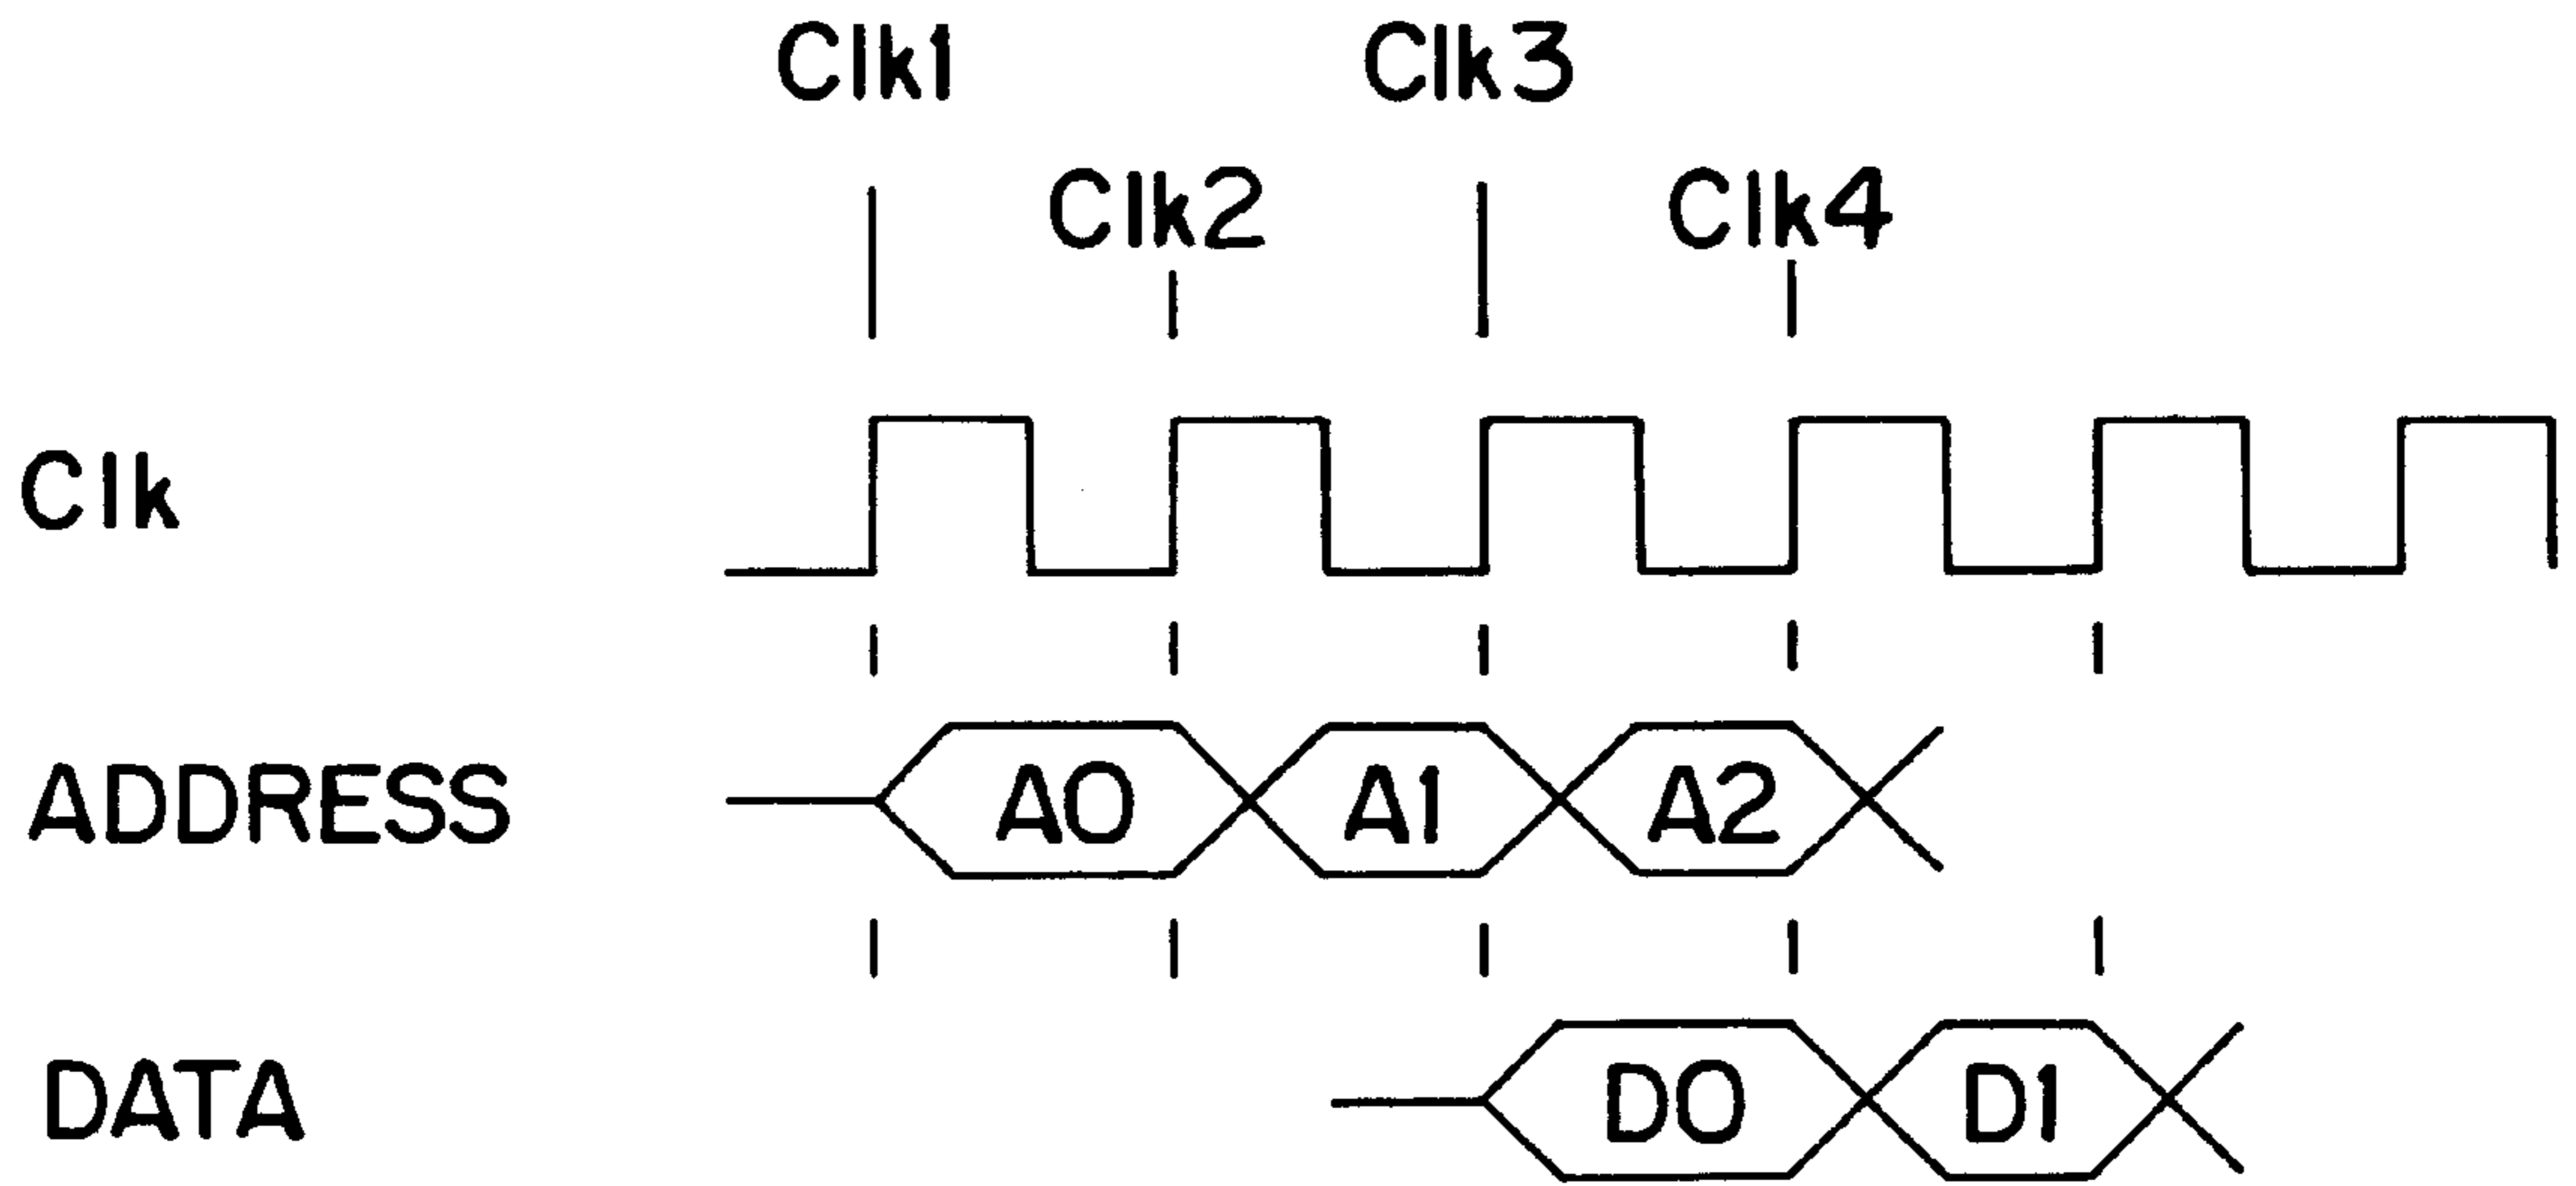 Clk1 Clk3
Clk2 Clk4
Clk
ADDRESS A0 A1 A2
DATA D0 D1